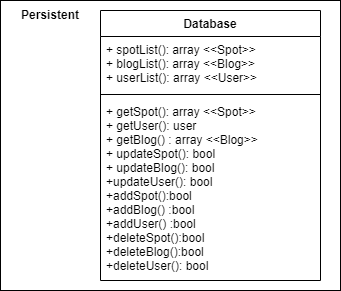 Persistent
Database
+ spotList(): array <<Spot>>
+ blogList(): array <<Blog>>
+ userList(): array <<User>>
+ getSpot(): array <<Spot>>
+ getUser(): user
+ getBlog() : array <<Blog>>
+ updateSpot(): bool
+ updateBlog(): bool
+updateUser(): bool
+addSpot():bool
+addBlog() :bool
+addUser() :bool
+deleteSpot():bool
+deleteBlog():bool
+deleteUser(): bool